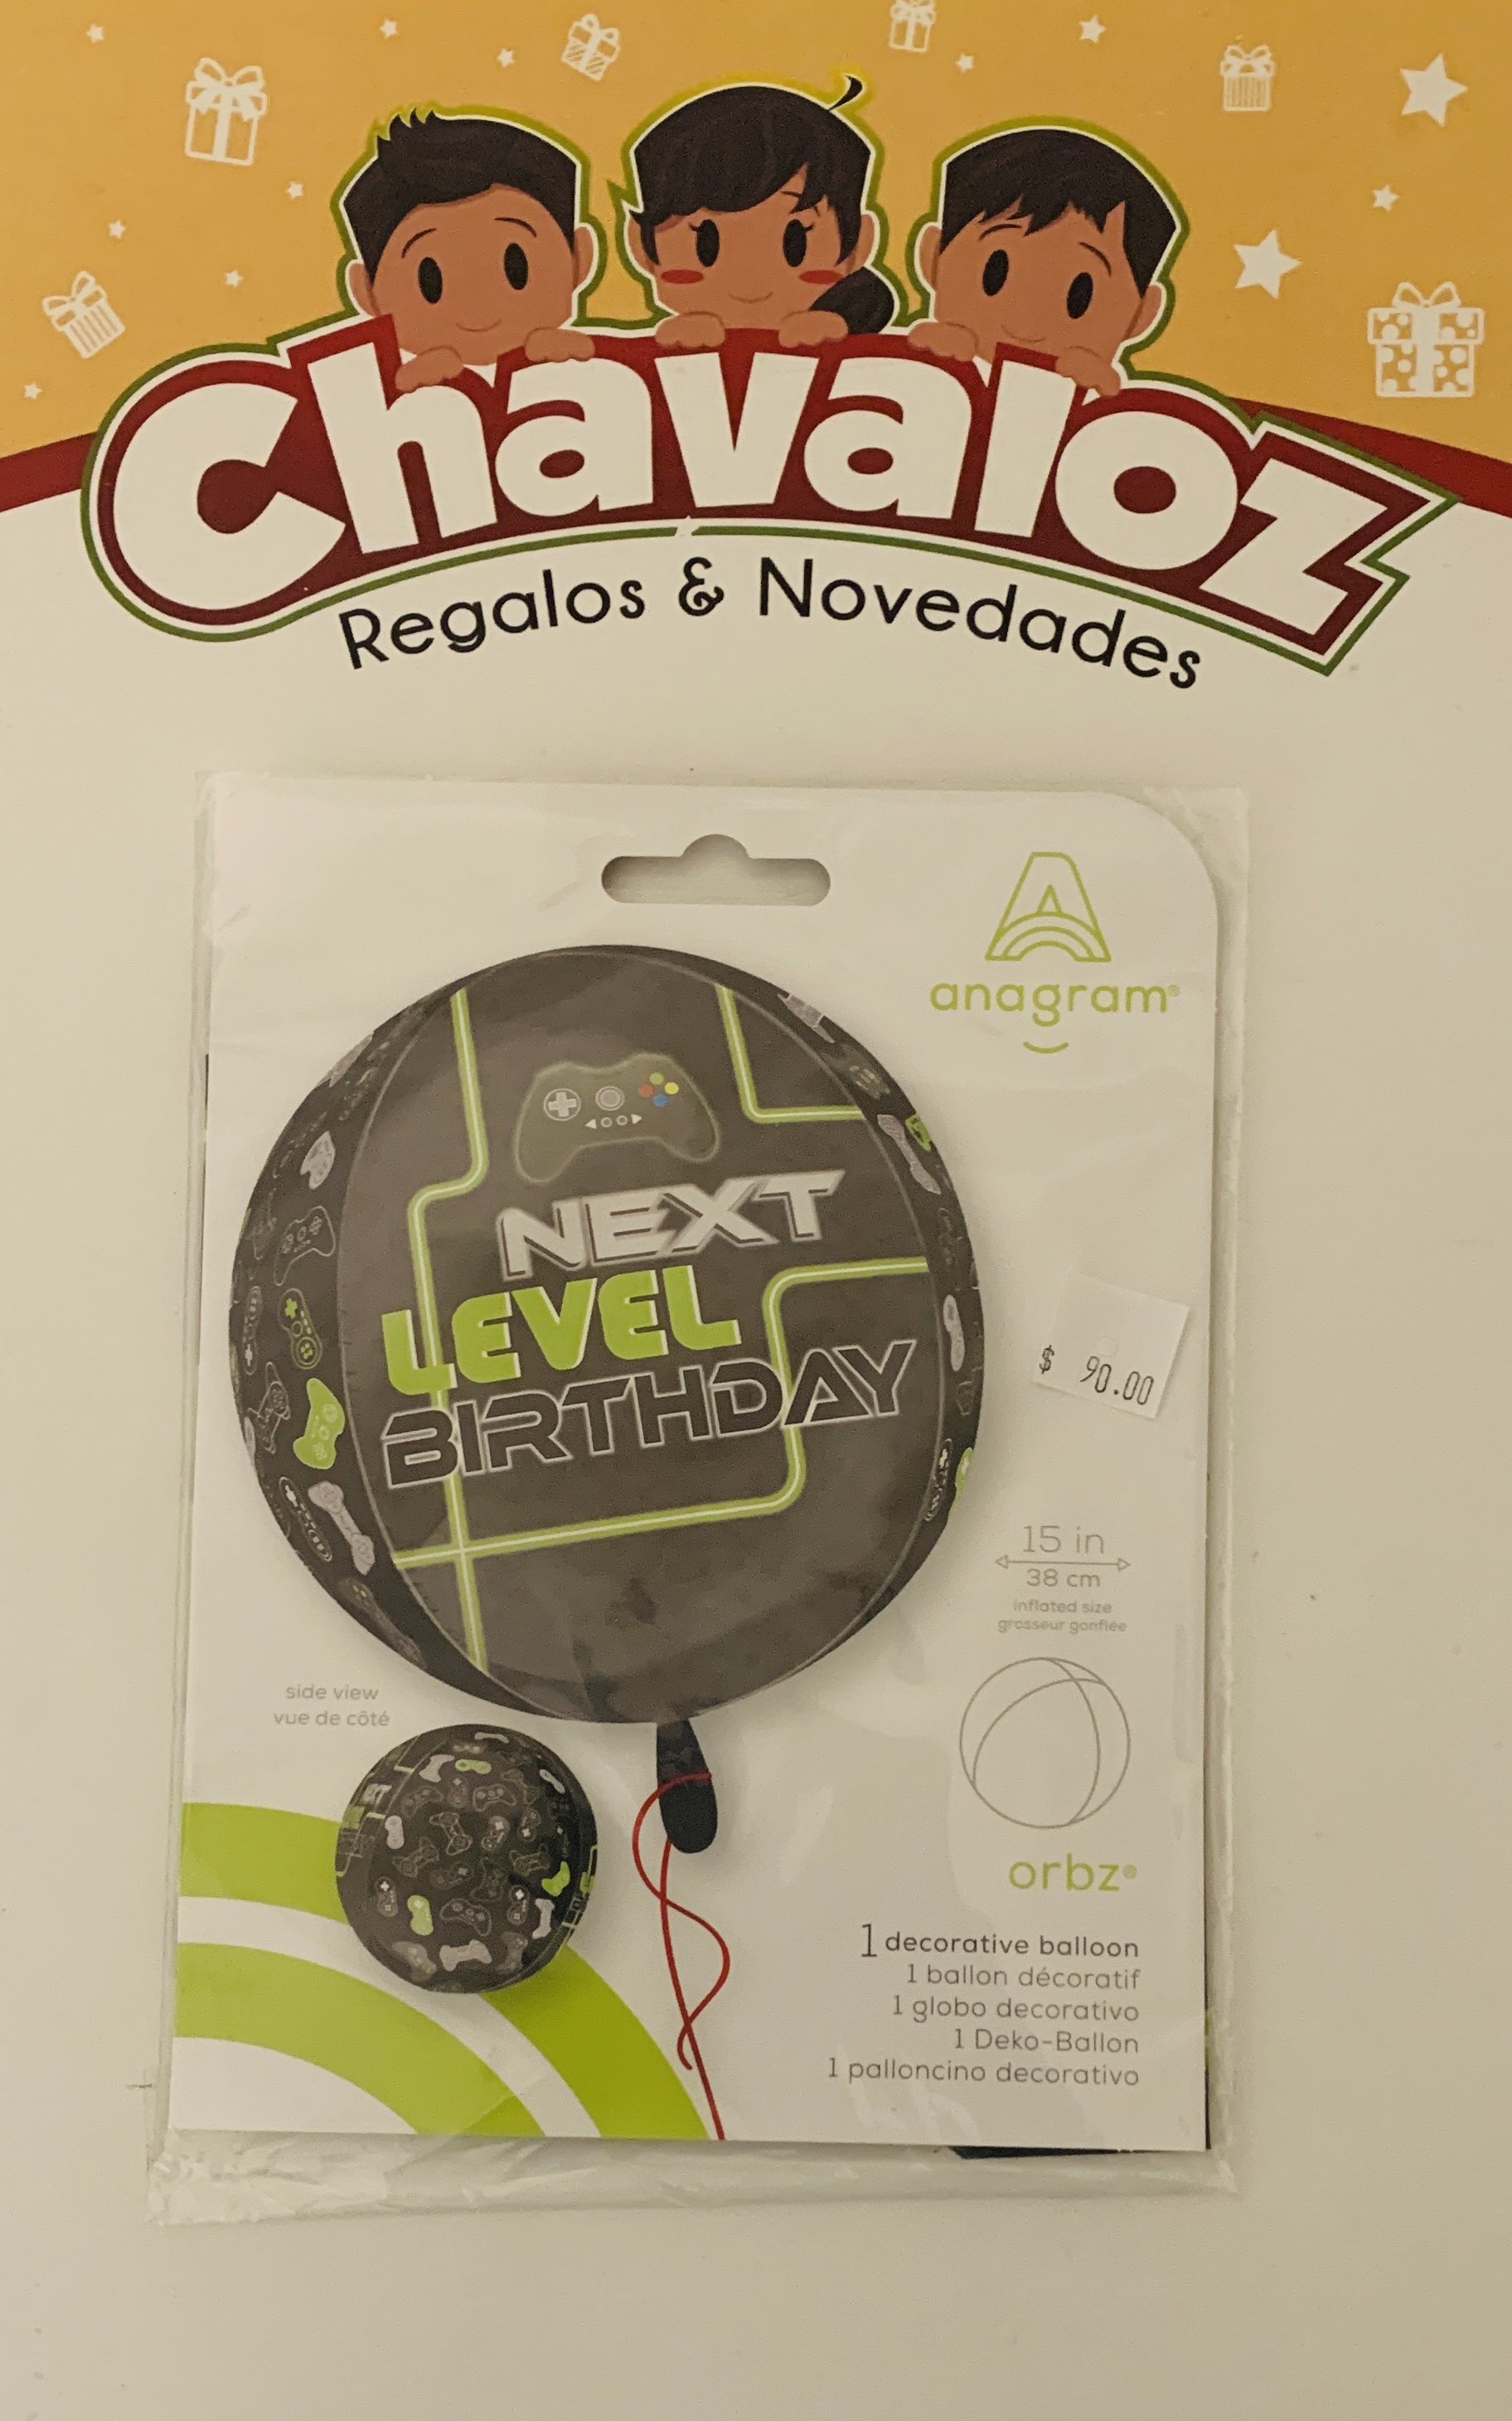 Chavaloz
Regalos & Novedades
anagram®
NEXT
LEVEL
BIRTHDAY
$ 90.00
15 in
38 cm
inflated size
grosseur gonflée
side view
vue de côté
orbz®
1 decorative balloon
1 ballon décoratif
1 globo decorativo
1 Deko-Ballon
1 palloncino decorativo